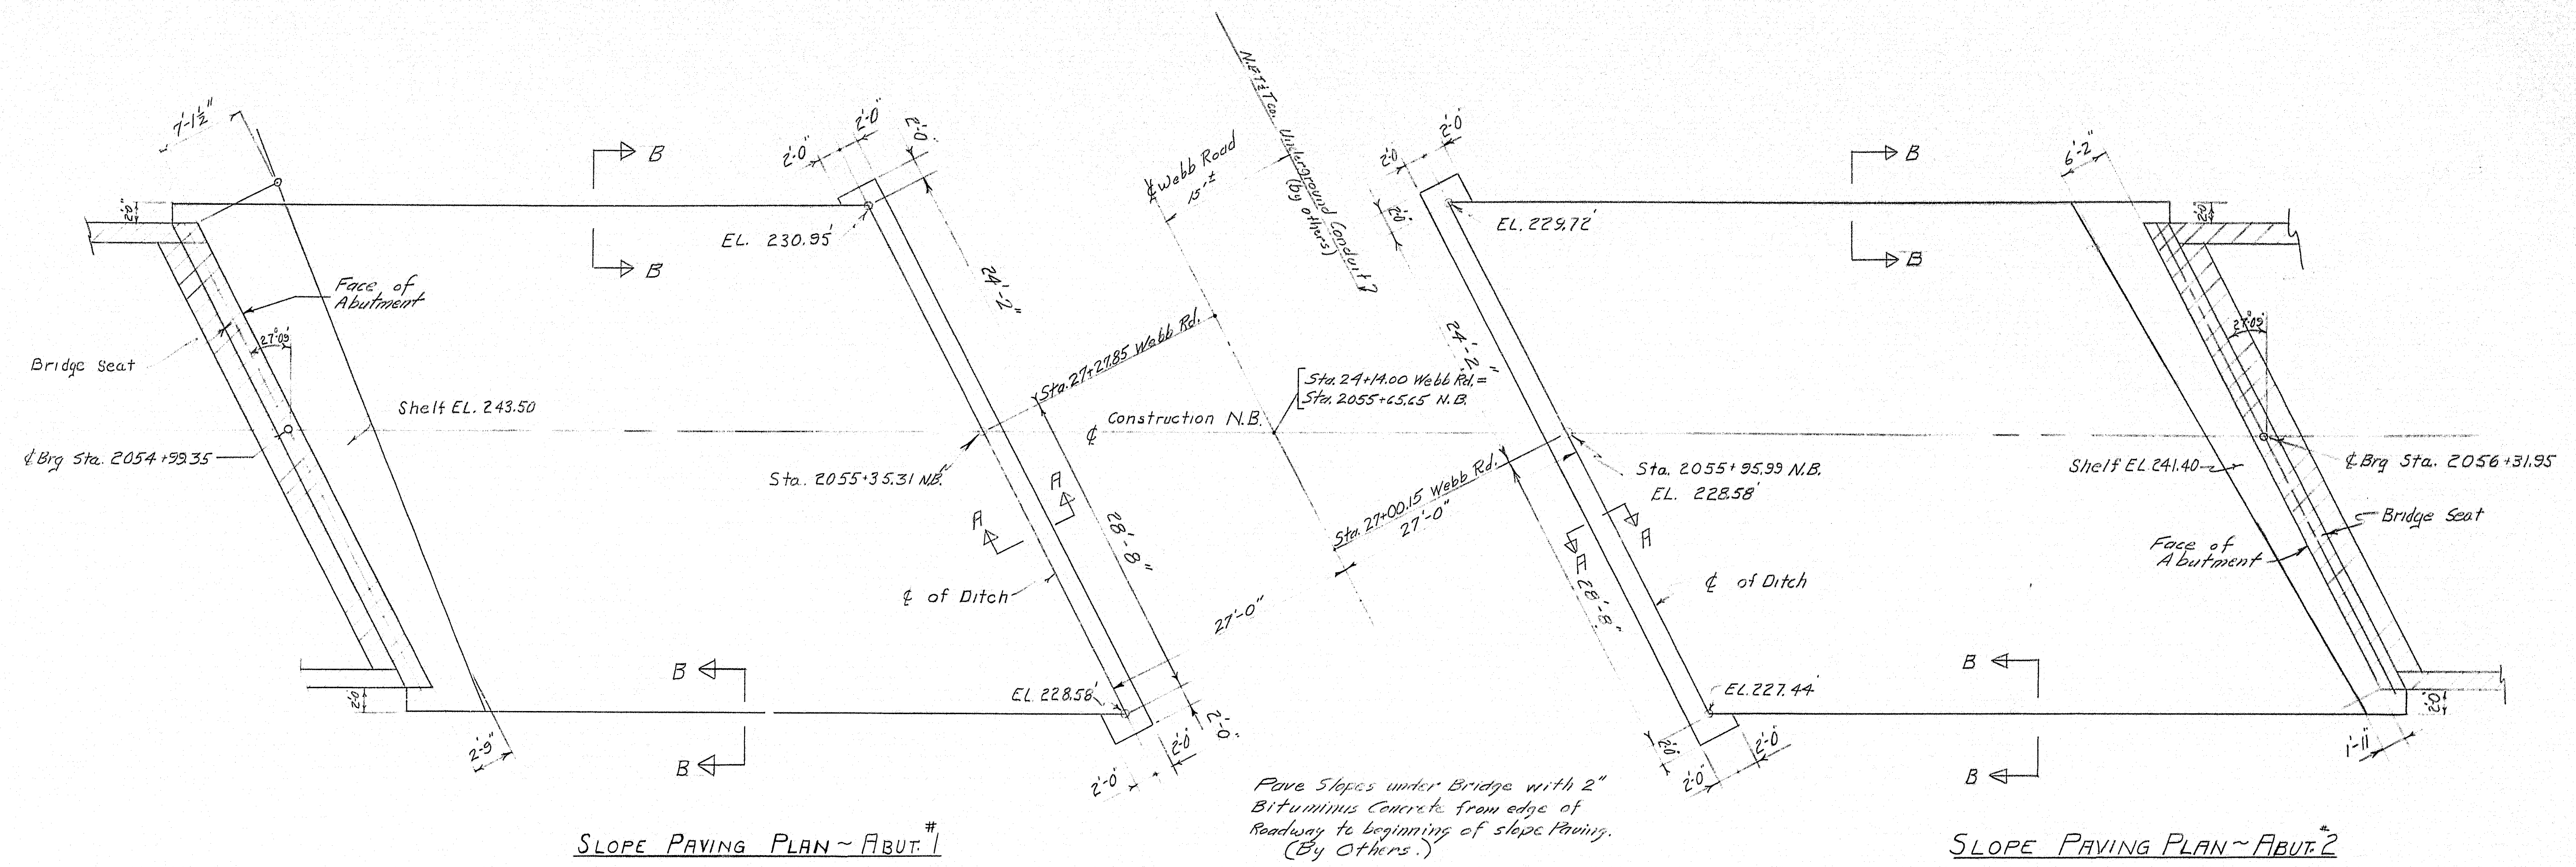 7'-1½"
2'-0"
2'-0"
2'-0"
B
B
2'-0"
EL. 230.95'
24'-2"
Face of
Abutment
27°09'
Bridge Seat
Shelf EL. 243.50
℄ Brg Sta. 2054+99.35
Sta. 27+27.85 Webb Rd.
Sta. 2055+35.31 N.B.
A
A
28'-8"
℄ of Ditch
B
B
EL. 228.58'
2'-0"
2'-9"
2'-0"
2'-0"
2'-0"
27'-0"
SLOPE PAVING PLAN ~ ABUT. #1
N.E.T.&T. Co. Underground Conduit
(by others)
℄ Webb Road
15'±
℄ Construction N.B.
Sta. 24+14.00 Webb Rd. =
Sta. 2055+65.65 N.B.
Sta. 27+00.15 Webb Rd.
27'-0"
Pave Slopes under Bridge with 2"
Bituminus Concrete from edge of
Roadway to beginning of slope Paving.
(By Others.)
2'-0"
2'-0"
2'-0"
EL. 229.72'
B
B
6'-2"
2'-0"
24'-2"
27°09'
Sta. 2055+95.99 N.B.
EL. 228.58'
Shelf EL. 241.40
℄ Brg Sta. 2056+31.95
A
A
28'-8"
Bridge Seat
Face of
Abutment
℄ of Ditch
B
B
EL. 227.44'
2'-0"
2'-0"
2'-0"
2'-0"
1'-11"
SLOPE PAVING PLAN ~ ABUT. #2